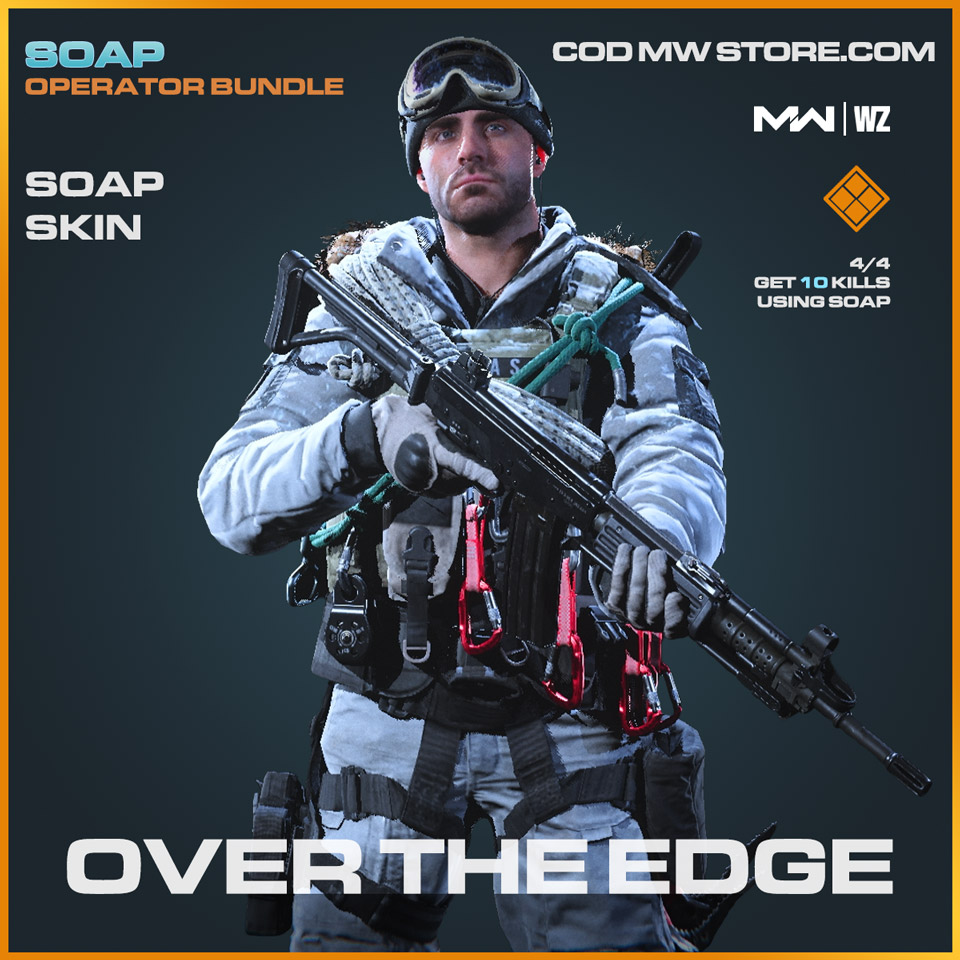 SOAP
OPERATOR BUNDLE
COD MW STORE.COM
MW | WZ
SOAP
SKIN
4/4
GET 10 KILLS
USING SOAP
OVER THE EDGE